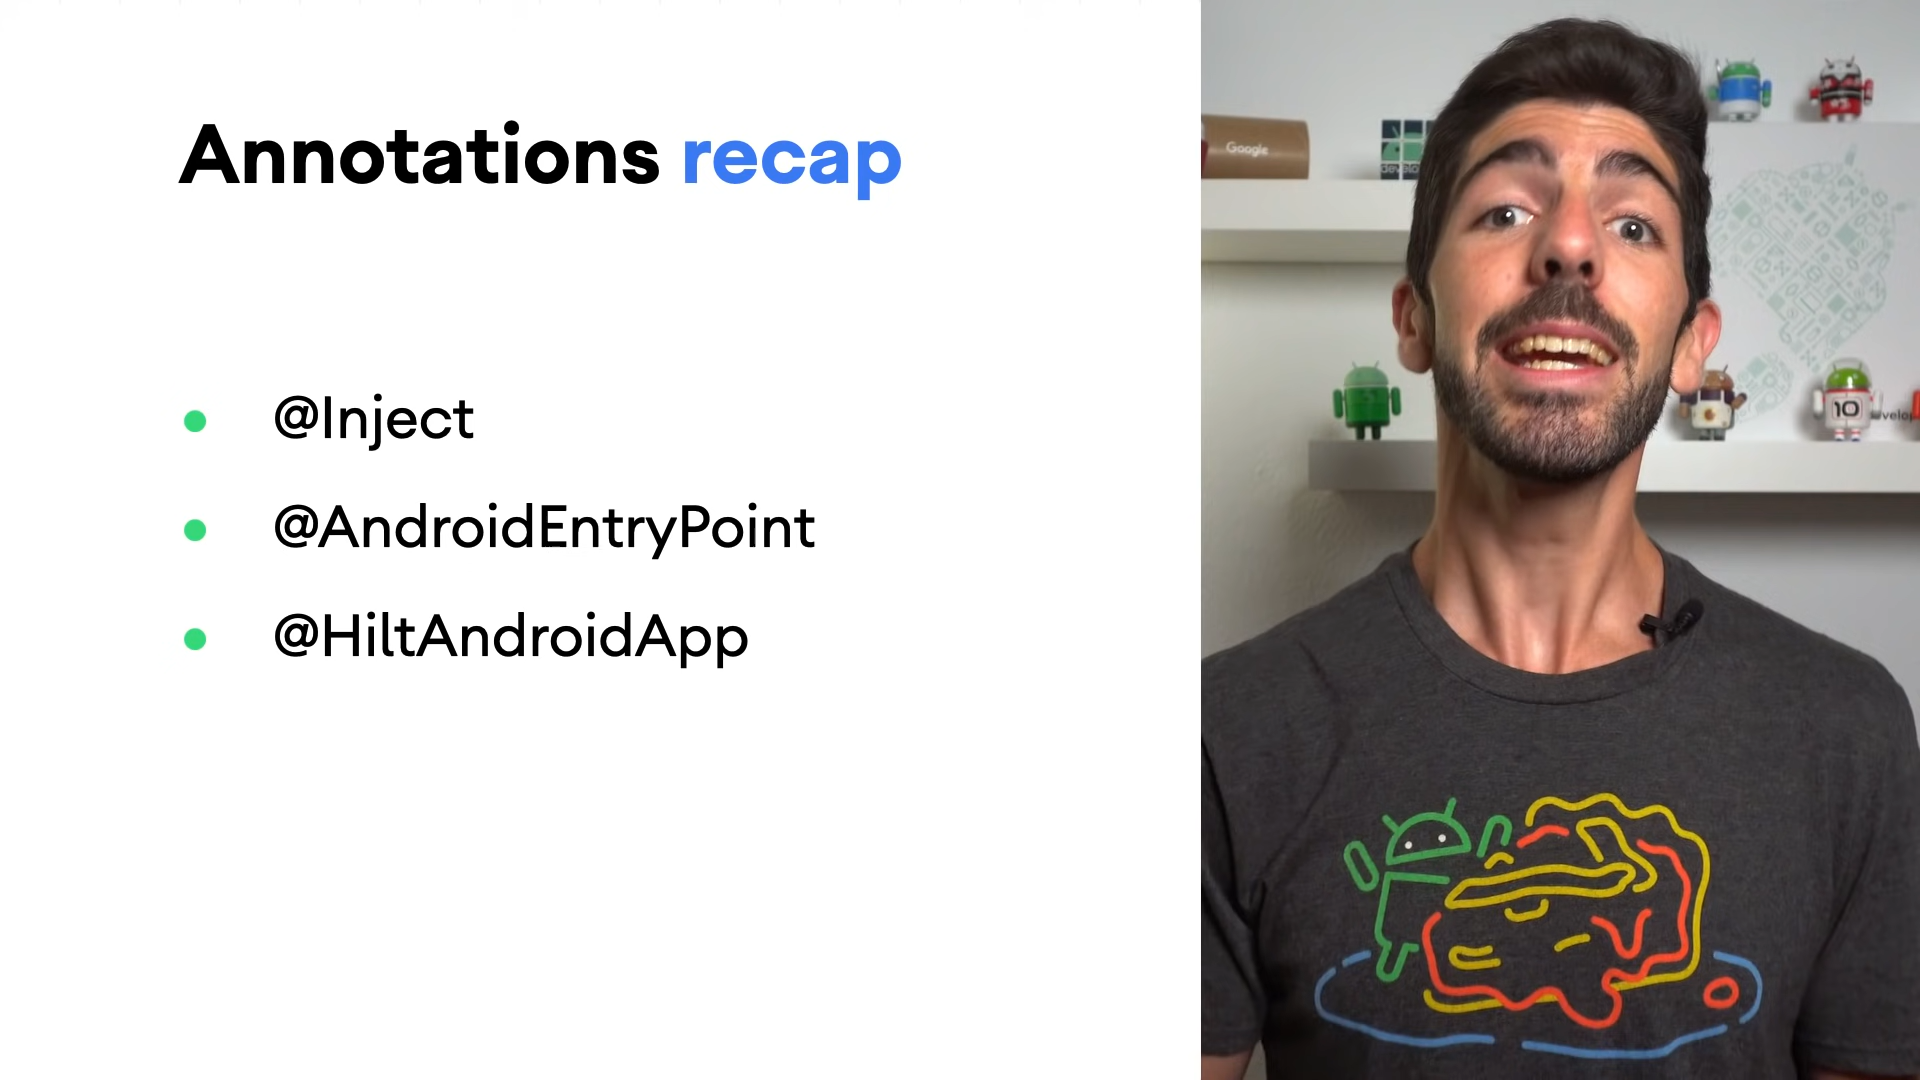 Annotations recap
@Inject
@AndroidEntryPoint
@HiltAndroidApp
Google
10